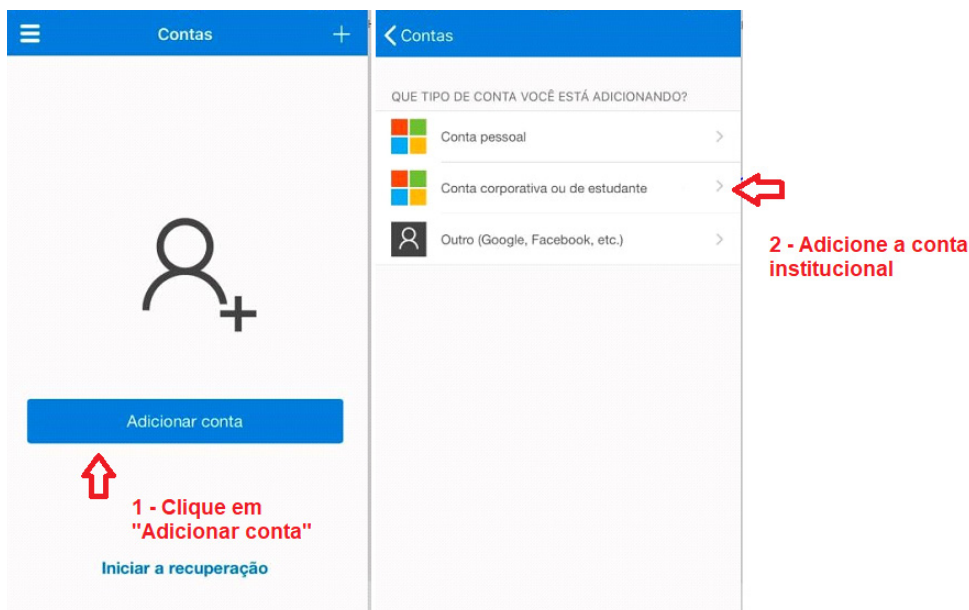 Contas
Adicionar conta
1 - Clique em
"Adicionar conta"
Iniciar a recuperação
Contas
QUE TIPO DE CONTA VOCÊ ESTÁ ADICIONANDO?
Conta pessoal
Conta corporativa ou de estudante
Outro (Google, Facebook, etc.)
2 - Adicione a conta
institucional